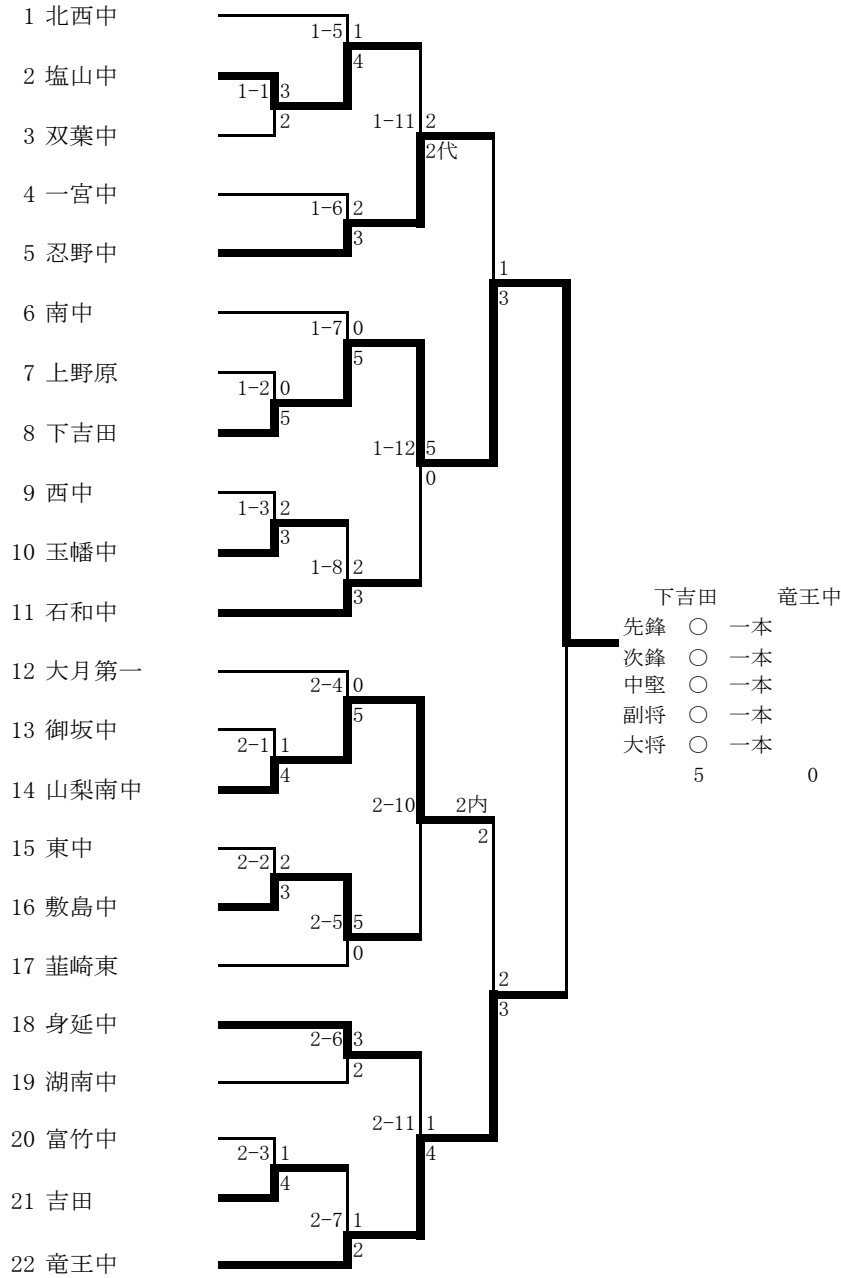 1 北西中
1-5 1
4
2 塩山中
1-1 3
2
3 双葉中
1-11 2
2代
4 一宮中
1-6 2
3
5 忍野中
1
3
6 南中
1-7 0
5
7 上野原
1-2 0
5
8 下吉田
1-12 5
0
9 西中
1-3 2
3
10 玉幡中
1-8 2
3
11 石和中
下吉田 竜王中
先鋒 ○ 一本
次鋒 ○ 一本
中堅 ○ 一本
副将 ○ 一本
大将 ○ 一本
5 0
12 大月第一
2-4 0
5
13 御坂中
2-1 1
4
14 山梨南中
2-10 2内
2
15 東中
2-2 2
3
16 敷島中
2-5 5
0
17 韮崎東
2
3
18 身延中
2-6 3
2
19 湖南中
2-11 1
4
20 富竹中
2-3 1
4
21 吉田
2-7 1
2
22 竜王中